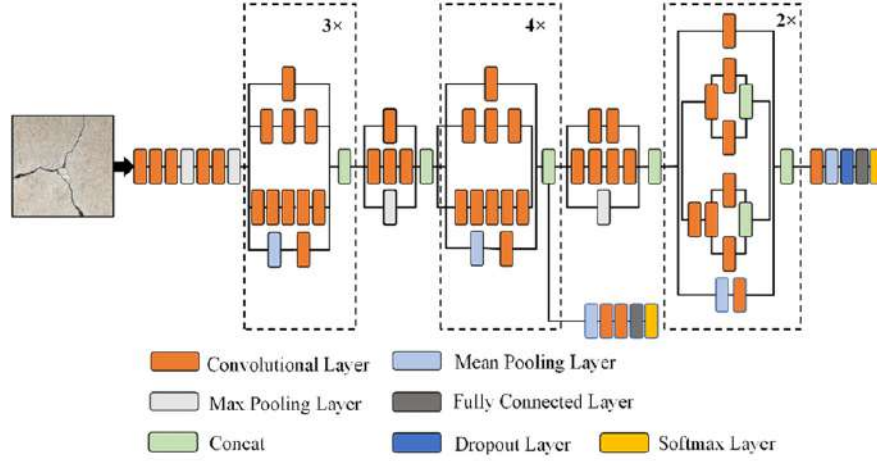 3× 4× 2×
Convolutional Layer Mean Pooling Layer
Max Pooling Layer Fully Connected Layer
Concat Dropout Layer Softmax Layer